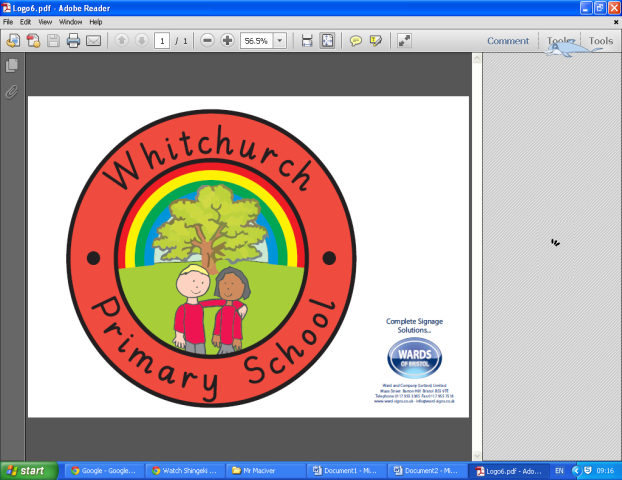 Logo6.pdf - Adobe Reader
File Edit View Window Help
1 / 1
56.5%
Comment
Tools
Whitchurch
Primary School
Complete Signage
Solutions...
WARDS
OF BRISTOL
start
Google - Google...
Watch Shingeki ...
Mr Maciver
Document1 - Mi...
Document2 - Mi...
Logo6.pdf - Ado...
EN
09:16